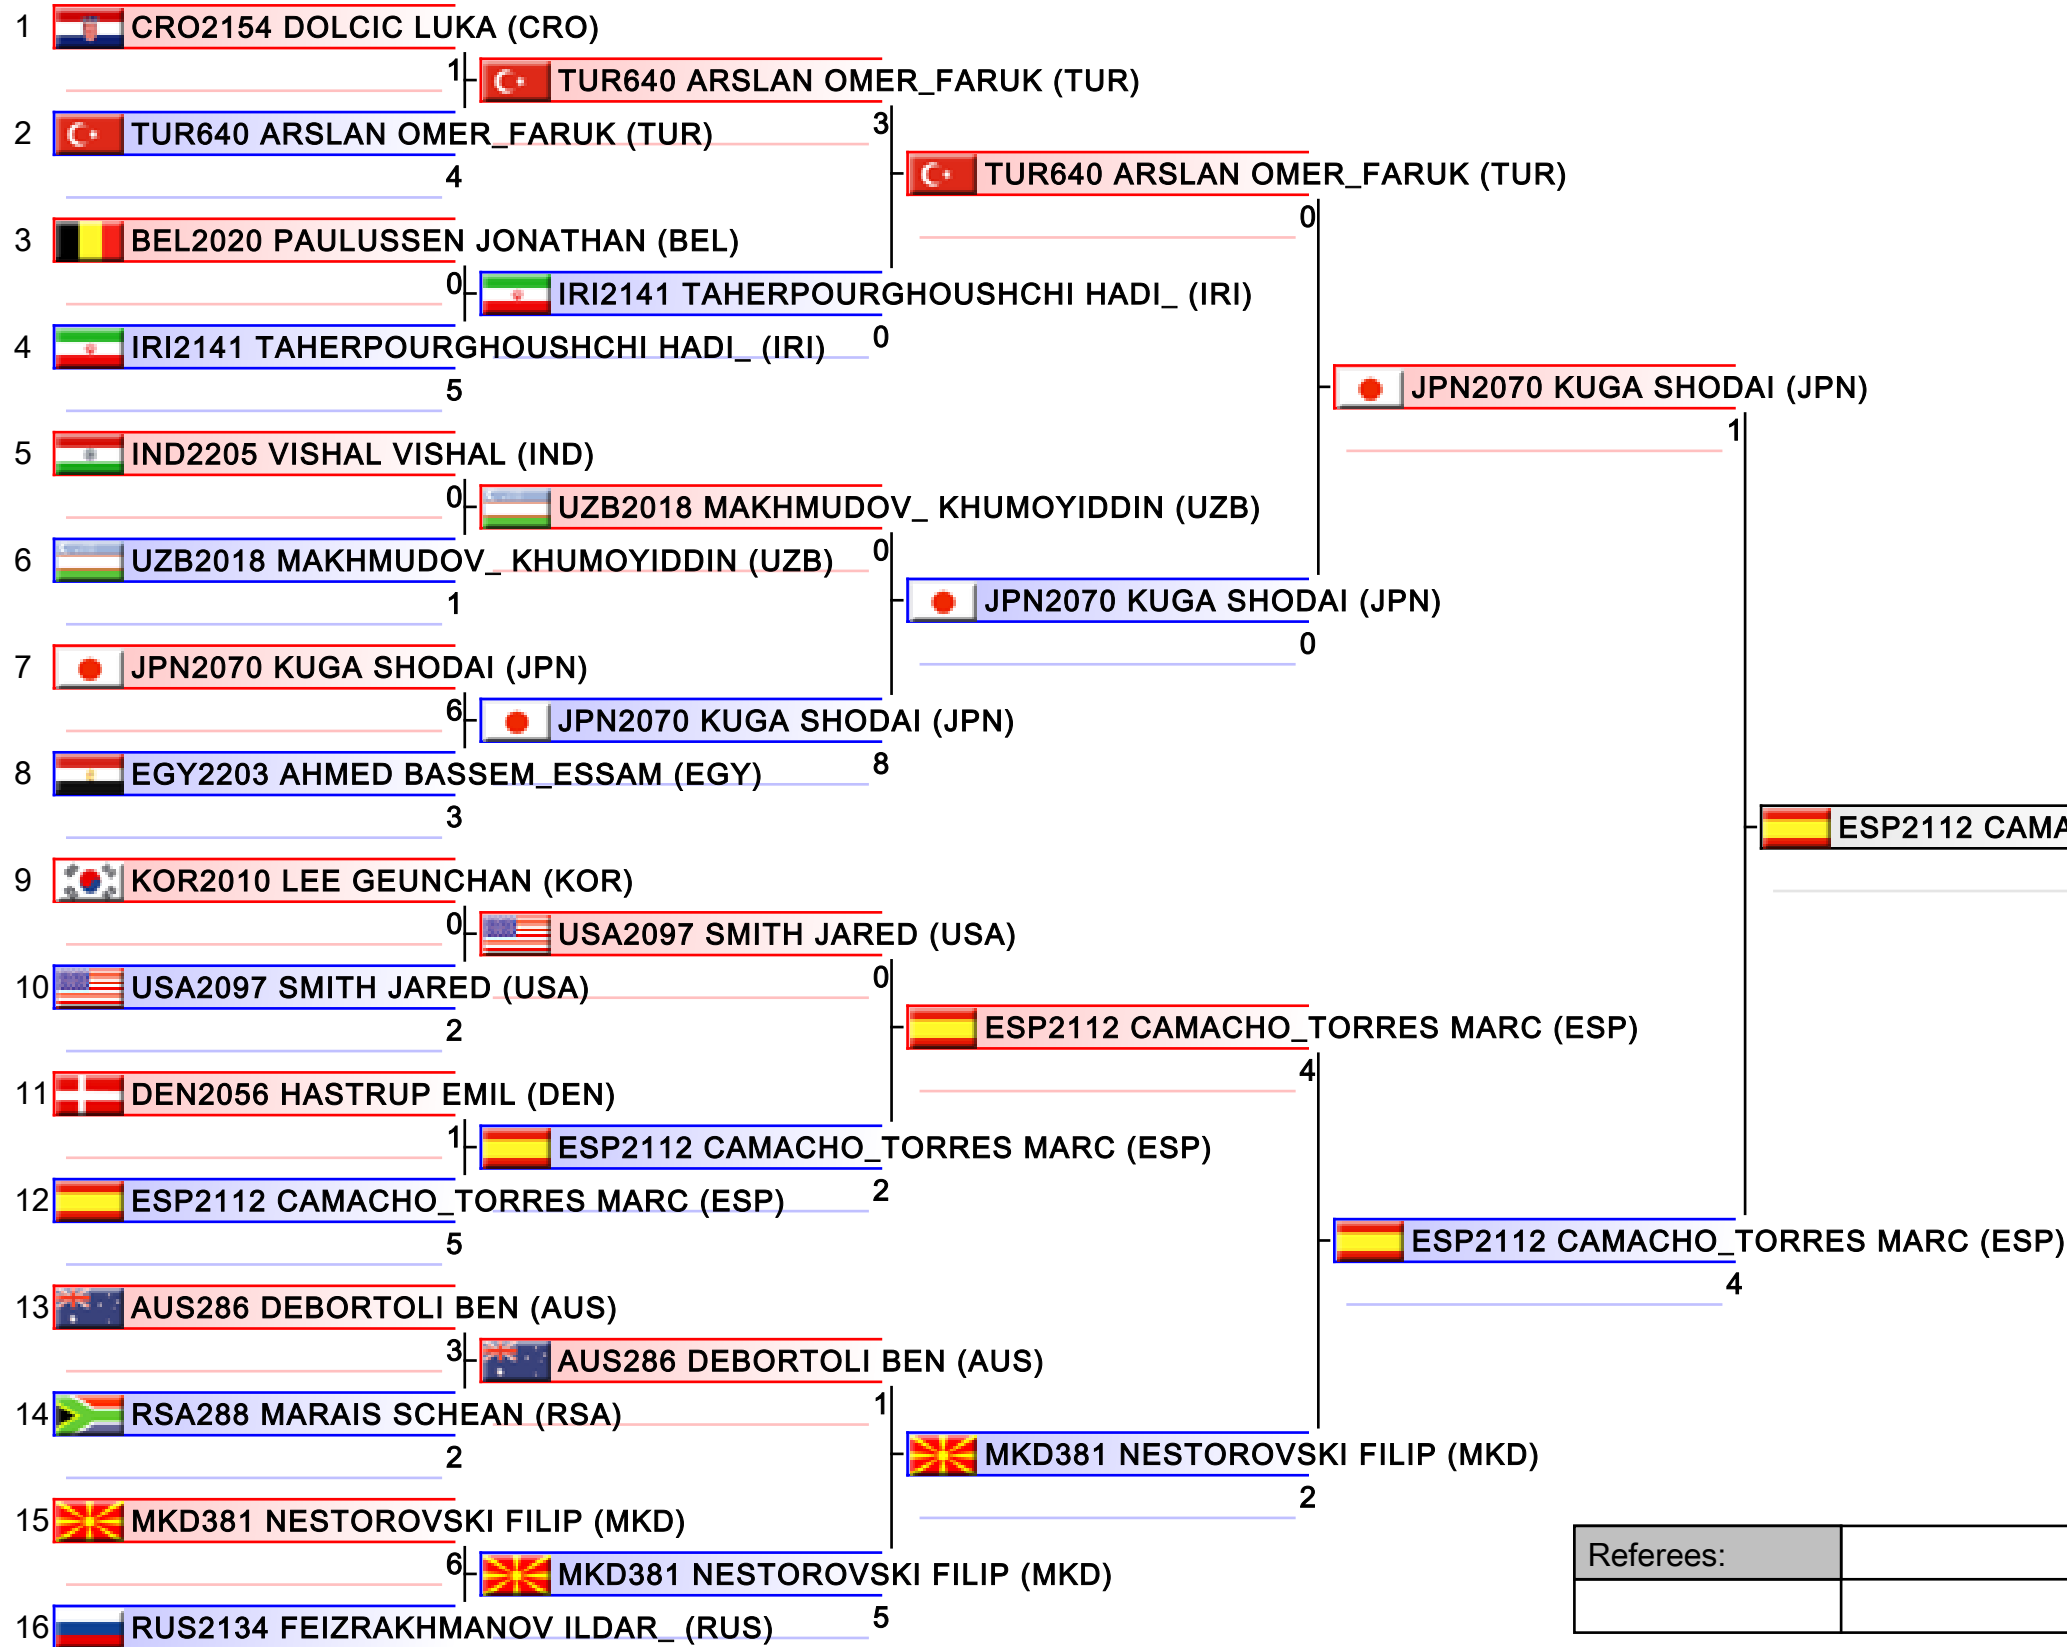 1 CRO2154 DOLCIC LUKA (CRO)
1
TUR640 ARSLAN OMER_FARUK (TUR)
2 TUR640 ARSLAN OMER_FARUK (TUR)
3
4
TUR640 ARSLAN OMER_FARUK (TUR)
0
3 BEL2020 PAULUSSEN JONATHAN (BEL)
0
IRI2141 TAHERPOURGHOUSHCHI HADI_ (IRI)
4 IRI2141 TAHERPOURGHOUSHCHI HADI_ (IRI)
0
5
JPN2070 KUGA SHODAI (JPN)
1
5 IND2205 VISHAL VISHAL (IND)
0
UZB2018 MAKHMUDOV_ KHUMOYIDDIN (UZB)
6 UZB2018 MAKHMUDOV_ KHUMOYIDDIN (UZB)
0
1
JPN2070 KUGA SHODAI (JPN)
0
7 JPN2070 KUGA SHODAI (JPN)
6
JPN2070 KUGA SHODAI (JPN)
8 EGY2203 AHMED BASSEM_ESSAM (EGY)
8
3
ESP2112 CAMA
9 KOR2010 LEE GEUNCHAN (KOR)
0
USA2097 SMITH JARED (USA)
10 USA2097 SMITH JARED (USA)
0
2
ESP2112 CAMACHO_TORRES MARC (ESP)
4
11 DEN2056 HASTRUP EMIL (DEN)
1
ESP2112 CAMACHO_TORRES MARC (ESP)
12 ESP2112 CAMACHO_TORRES MARC (ESP)
2
5
ESP2112 CAMACHO_TORRES MARC (ESP)
4
13 AUS286 DEBORTOLI BEN (AUS)
3
AUS286 DEBORTOLI BEN (AUS)
14 RSA288 MARAIS SCHEAN (RSA)
1
2
MKD381 NESTOROVSKI FILIP (MKD)
2
15 MKD381 NESTOROVSKI FILIP (MKD)
6
MKD381 NESTOROVSKI FILIP (MKD)
16 RUS2134 FEIZRAKHMANOV ILDAR_ (RUS)
5
Referees: